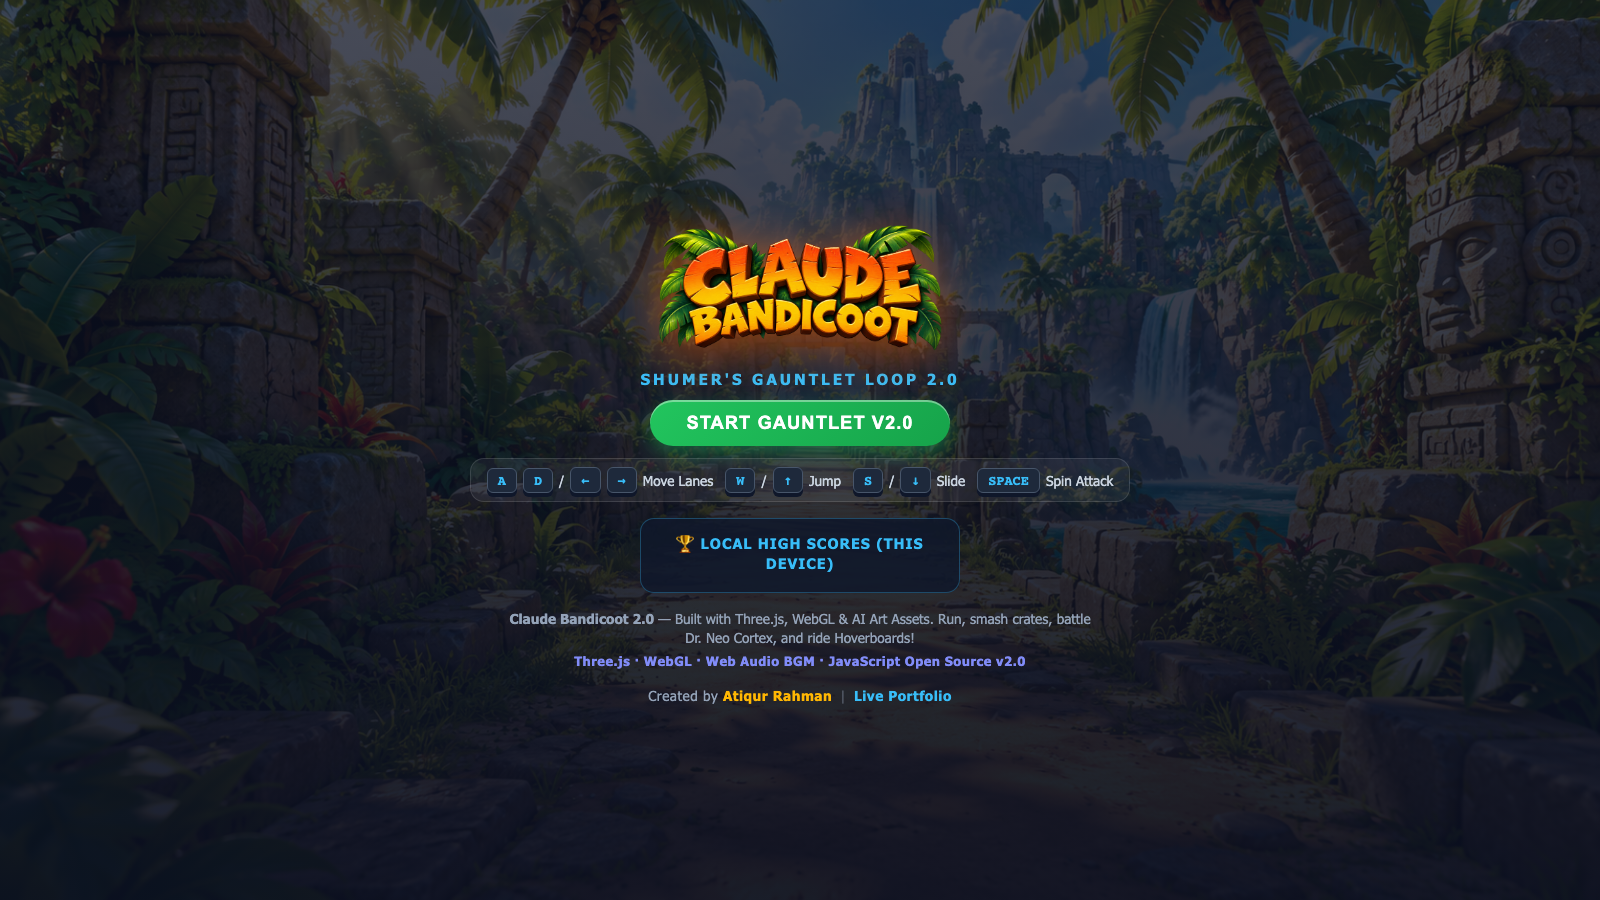 CLAUDE
BANDICOOT
SHUMER'S GAUNTLET LOOP 2.0
START GAUNTLET V2.0
A D / ← → Move Lanes W / ↑ Jump S / ↓ Slide SPACE Spin Attack
🏆 LOCAL HIGH SCORES (THIS
DEVICE)
Claude Bandicoot 2.0 — Built with Three.js, WebGL & AI Art Assets. Run, smash crates, battle
Dr. Neo Cortex, and ride Hoverboards!
Three.js · WebGL · Web Audio BGM · JavaScript Open Source v2.0
Created by Atiqur Rahman | Live Portfolio